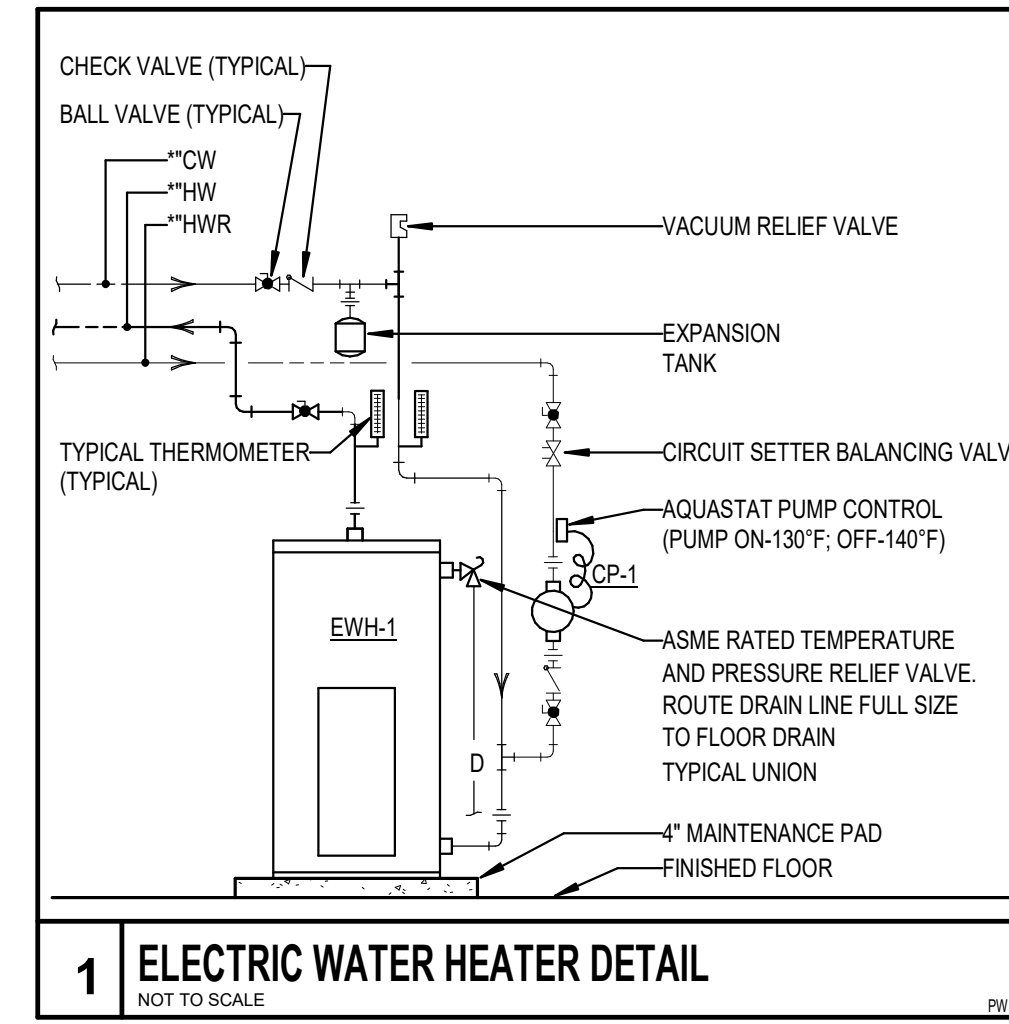 CHECK VALVE (TYPICAL)
BALL VALVE (TYPICAL)
*"CW
*"HW
*"HWR
VACUUM RELIEF VALVE
EXPANSION
TANK
TYPICAL THERMOMETER
(TYPICAL)
CIRCUIT SETTER BALANCING VALV
AQUASTAT PUMP CONTROL
(PUMP ON-130°F; OFF-140°F)
CP-1
EWH-1
ASME RATED TEMPERATURE
AND PRESSURE RELIEF VALVE.
ROUTE DRAIN LINE FULL SIZE
TO FLOOR DRAIN
D
TYPICAL UNION
4" MAINTENANCE PAD
FINISHED FLOOR
1
ELECTRIC WATER HEATER DETAIL
NOT TO SCALE
PW